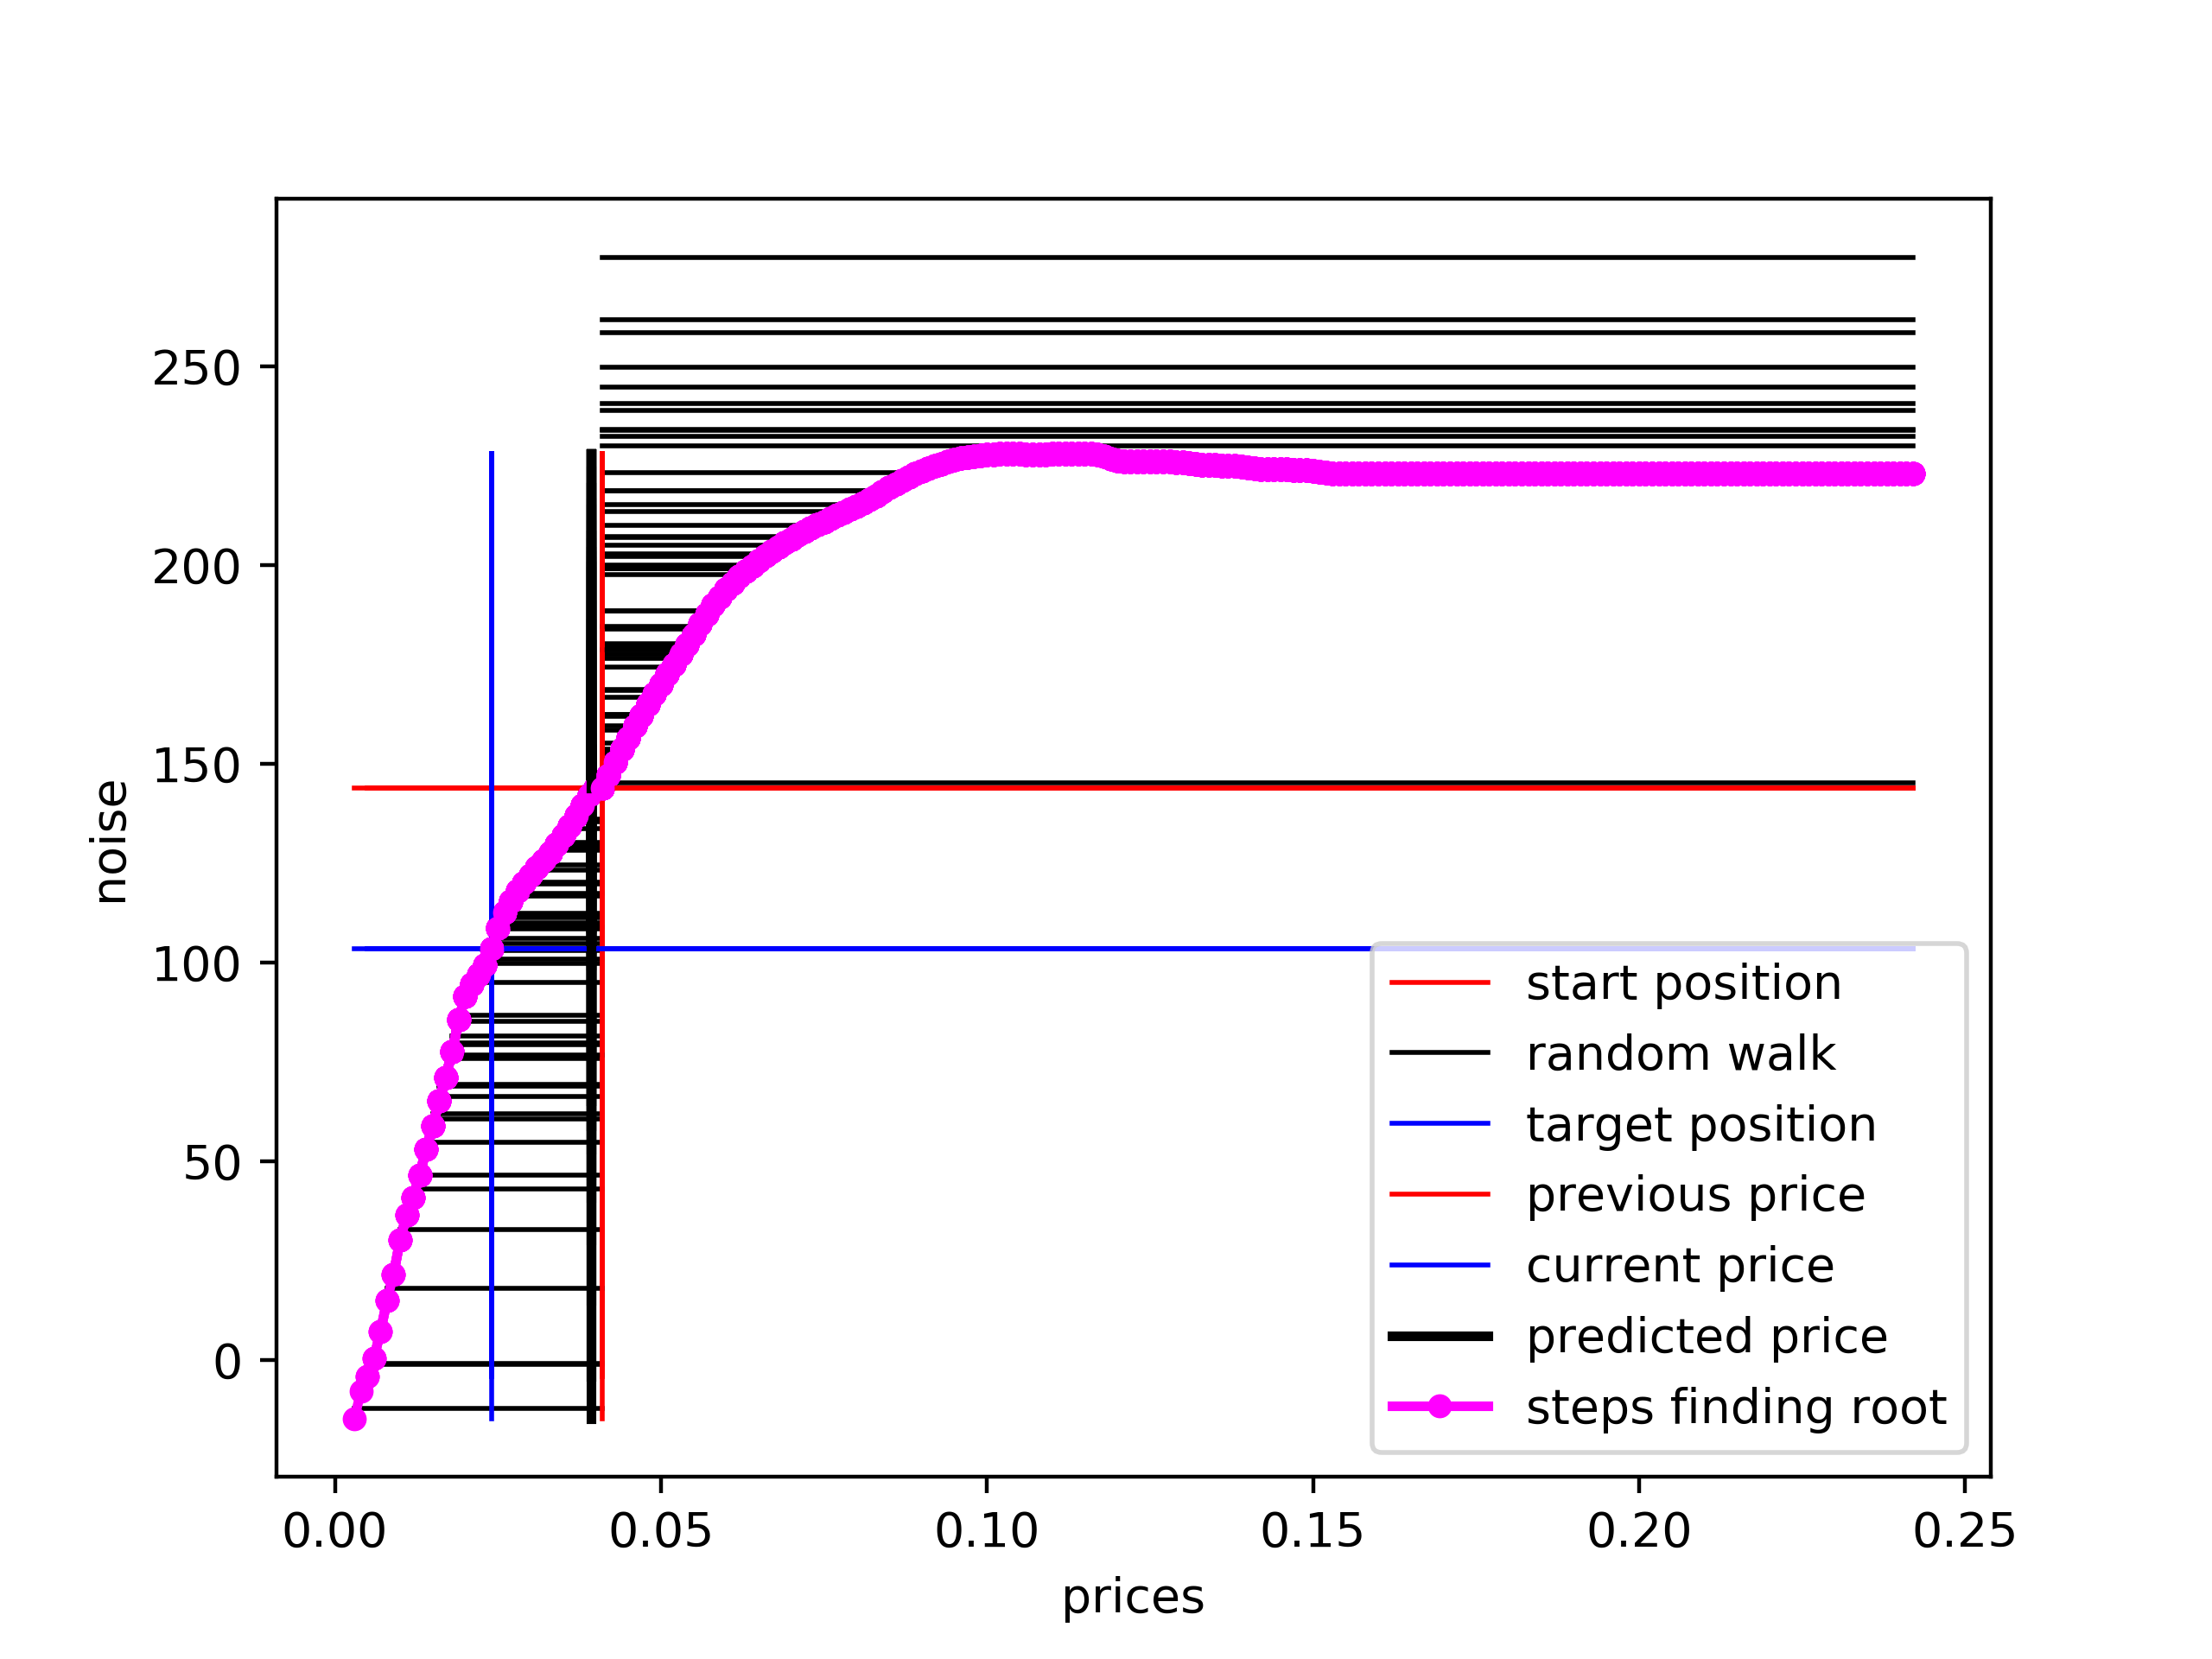 250
200
150
100
50
0
noise
0.00 0.05 0.10 0.15 0.20 0.25
prices
start position
random walk
target position
previous price
current price
predicted price
steps finding root